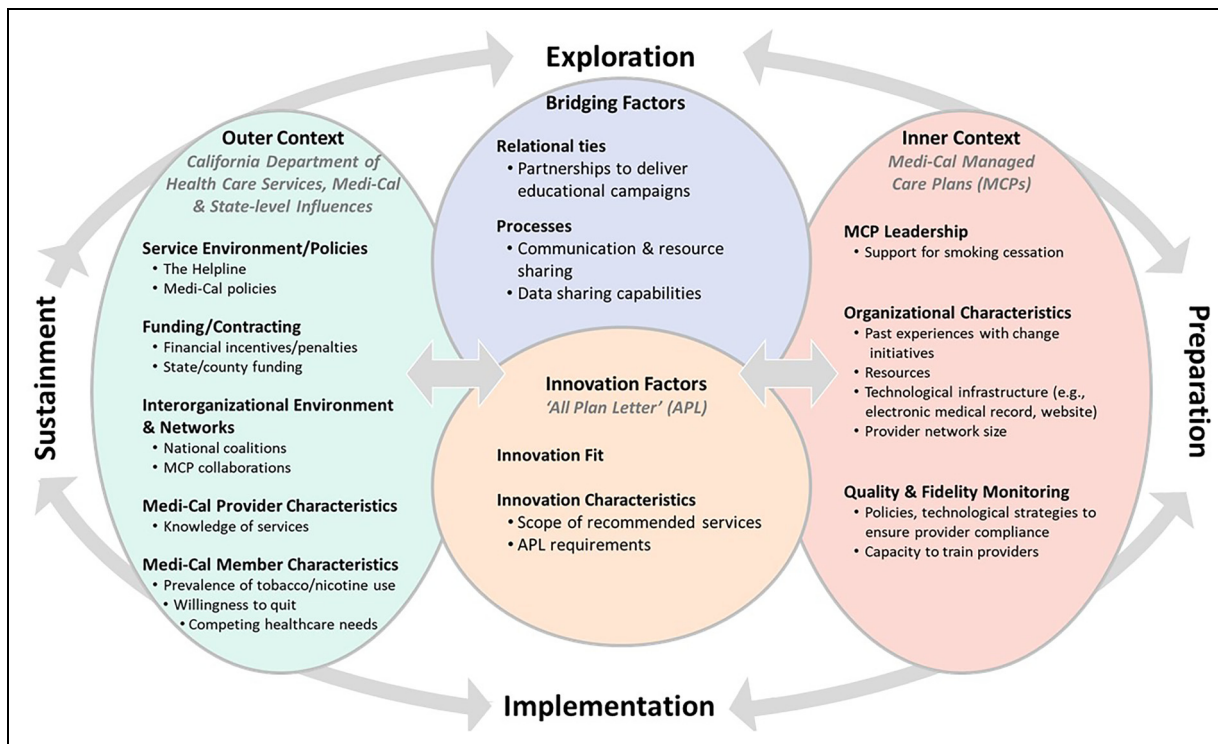 Exploration
Sustainment
Outer Context
California Department of
Health Care Services, Medi-Cal
& State-level Influences
Service Environment/Policies
• The Helpline
• Medi-Cal policies
Funding/Contracting
• Financial incentives/penalties
• State/county funding
Interorganizational Environment
& Networks
• National coalitions
• MCP collaborations
Medi-Cal Provider Characteristics
• Knowledge of services
Medi-Cal Member Characteristics
• Prevalence of tobacco/nicotine use
• Willingness to quit
• Competing healthcare needs
Bridging Factors
Relational ties
• Partnerships to deliver
educational campaigns
Processes
• Communication & resource
sharing
• Data sharing capabilities
Innovation Factors
‘All Plan Letter’ (APL)
Innovation Fit
Innovation Characteristics
• Scope of recommended services
• APL requirements
Inner Context
Medi-Cal Managed
Care Plans (MCPs)
MCP Leadership
• Support for smoking cessation
Organizational Characteristics
• Past experiences with change
initiatives
• Resources
• Technological infrastructure (e.g.,
electronic medical record, website)
• Provider network size
Quality & Fidelity Monitoring
• Policies, technological strategies to
ensure provider compliance
• Capacity to train providers
Preparation
Implementation